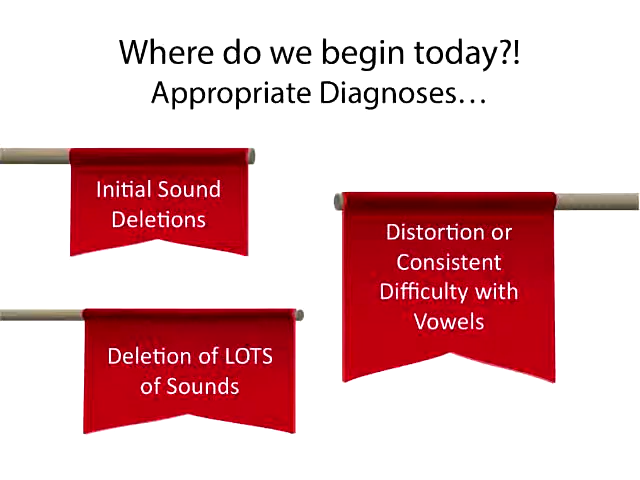 Where do we begin today?!
Appropriate Diagnoses…
Initial Sound
Deletions
Distortion or
Consistent
Difficulty with
Vowels
Deletion of LOTS
of Sounds